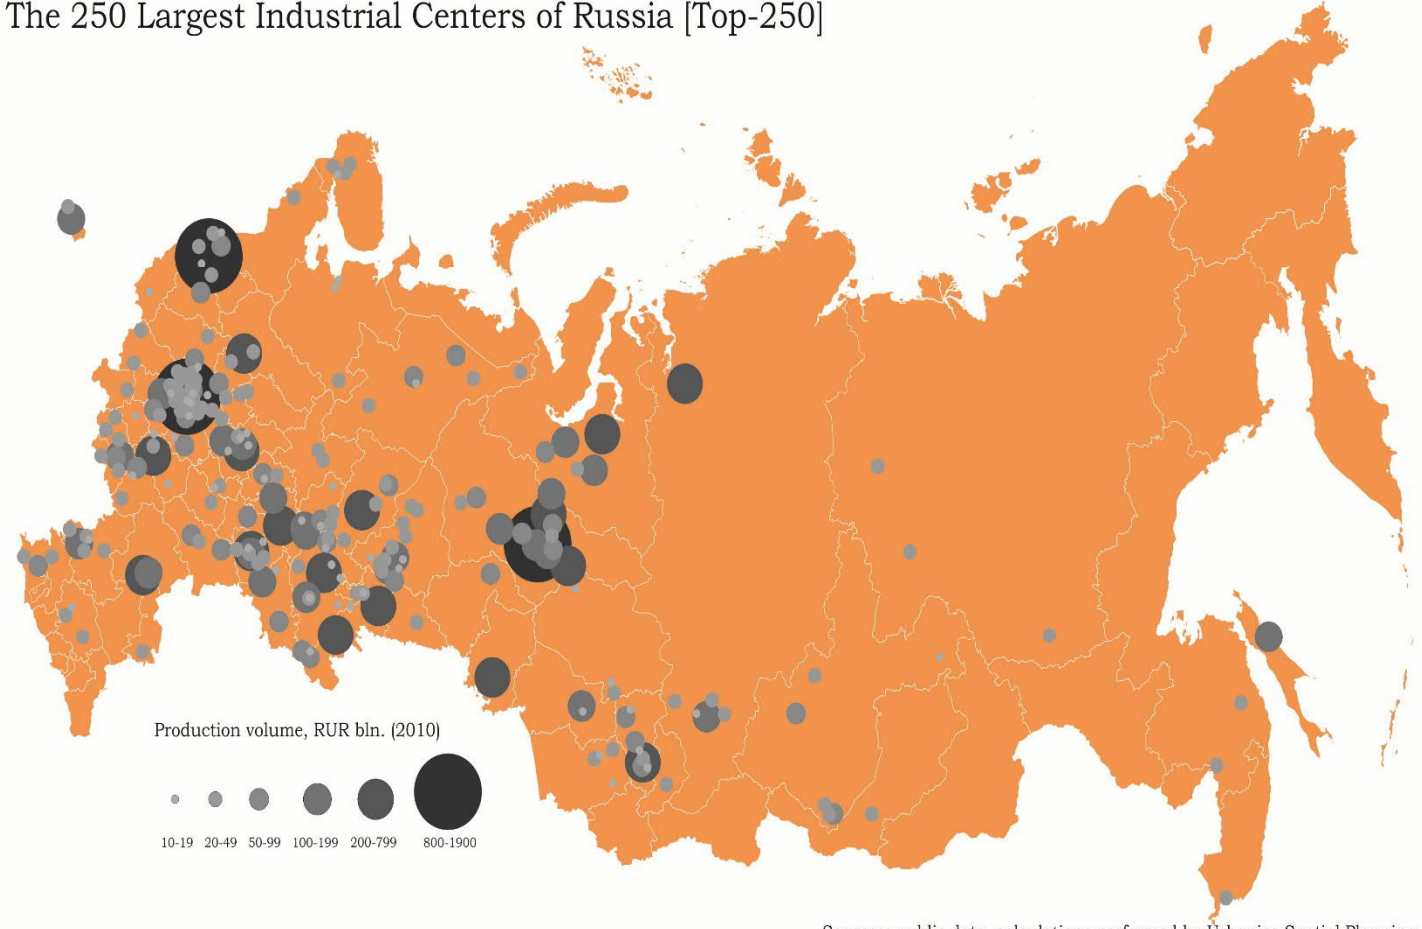 The 250 Largest Industrial Centers of Russia [Top-250]
Production volume, RUR bln. (2010)
10-19 20-49 50-99 100-199 200-799 800-1900